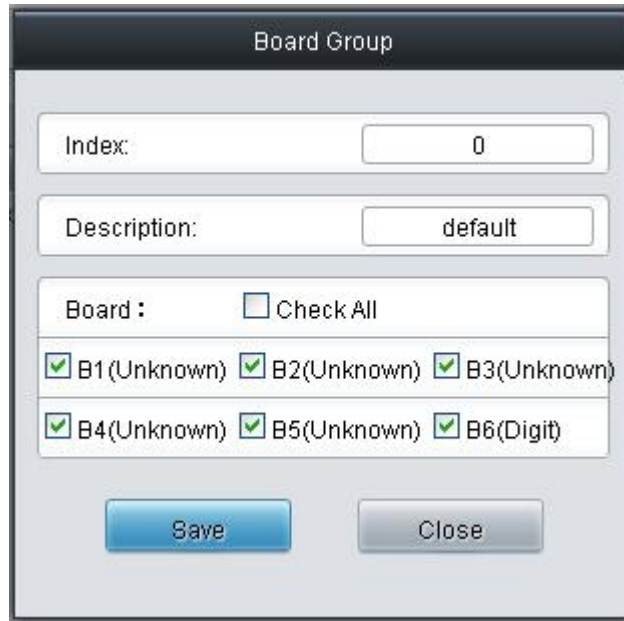 Board Group
Index: 0
Description: default
Board : Check All
B1(Unknown) B2(Unknown) B3(Unknown)
B4(Unknown) B5(Unknown) B6(Digit)
Save Close